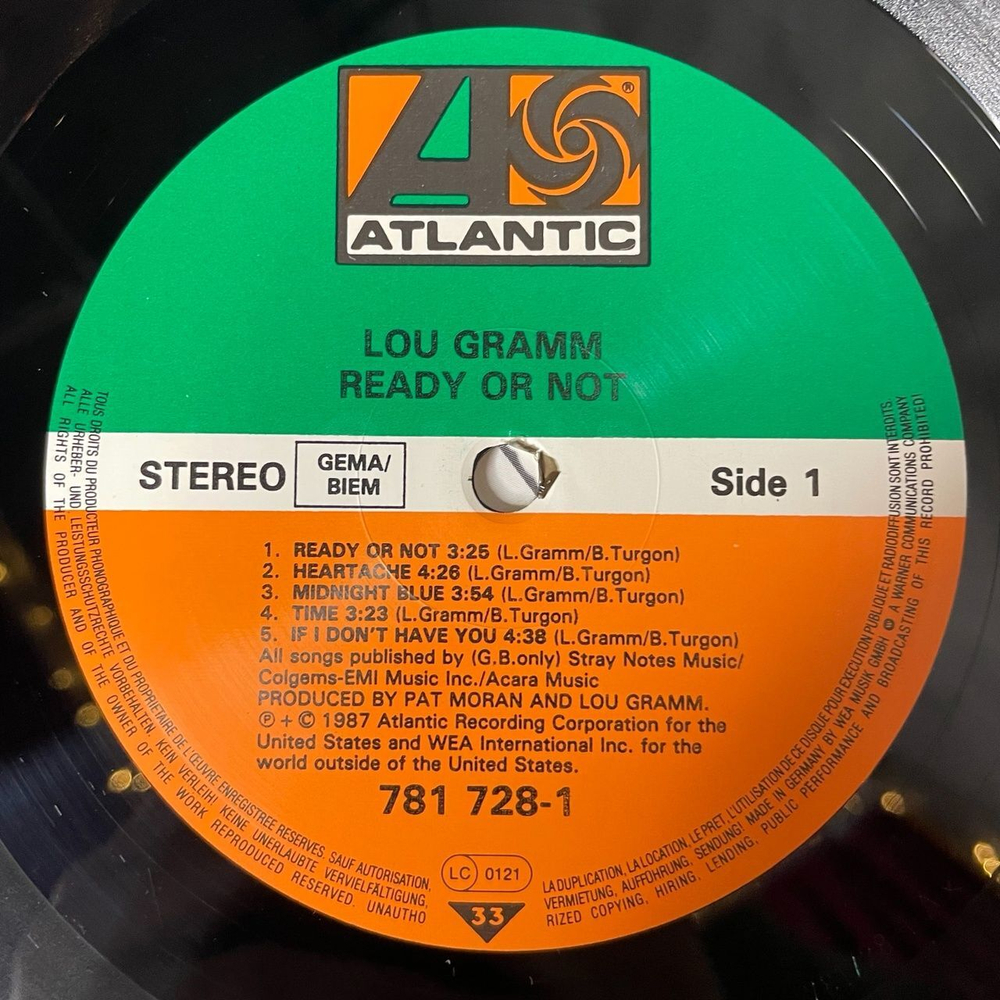 ®
ATLANTIC
LOU GRAMM
READY OR NOT
STEREO
GEMA/
BIEM
Side 1
1. READY OR NOT 3:25 (L.Gramm/B.Turgon)
2. HEARTACHE 4:26 (L.Gramm/B.Turgon)
3. MIDNIGHT BLUE 3:54 (L.Gramm/B.Turgon)
4. TIME 3:23 (L.Gramm/B.Turgon)
5. IF I DON'T HAVE YOU 4:38 (L.Gramm/B.Turgon)
All songs published by (G.B.only) Stray Notes Music/
Colgems-EMI Music Inc./Acara Music
PRODUCED BY PAT MORAN AND LOU GRAMM.
℗ + © 1987 Atlantic Recording Corporation for the
United States and WEA International Inc. for the
world outside of the United States.
781 728-1
LC 0121
33
TOUS DROITS DU PRODUCTEUR PHONOGRAPHIQUE ET DU PROPRIETAIRE DE L'ŒUVRE ENREGISTREE RESERVES. SAUF AUTORISATION, LA DUPLICATION, LA LOCATION, LE PRET, L'UTILISATION DE CE DISQUE POUR EXECUTION PUBLIQUE ET RADIODIFFUSION SONT INTERDITS.
ALLE URHEBER- UND LEISTUNGSSCHUTZRECHTE VORBEHALTEN. KEIN VERLEIH! KEINE UNERLAUBTE VERVIELFÄLTIGUNG, VERMIETUNG, AUFFÜHRUNG, SENDUNG! MADE IN GERMANY BY WEA MUSIK GMBH ℗ A WARNER COMMUNICATIONS COMPANY
ALL RIGHTS OF THE PRODUCER AND OF THE OWNER OF THE WORK REPRODUCED RESERVED. UNAUTHORIZED COPYING, HIRING, LENDING, PUBLIC PERFORMANCE AND BROADCASTING OF THIS RECORD PROHIBITED!